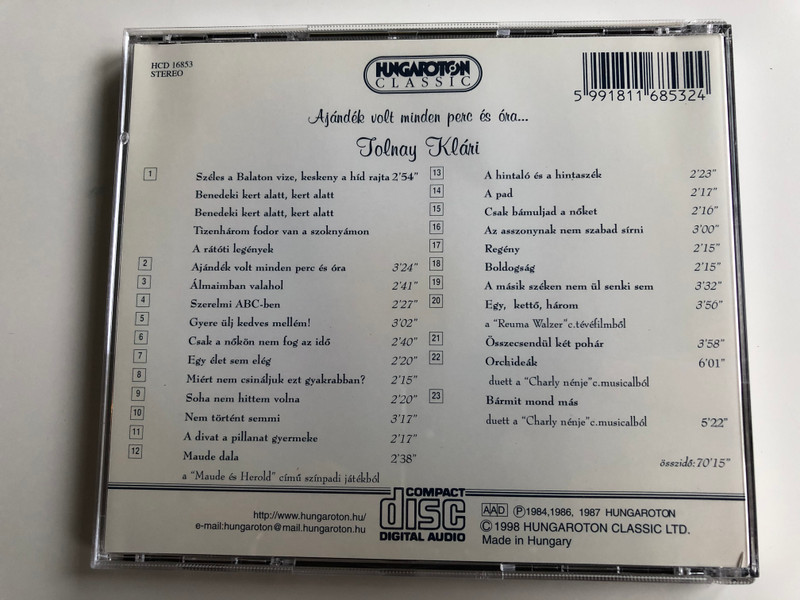 HCD 16853
STEREO
HUNGAROTON
CLASSIC
5 991811 685324
Ajándék volt minden perc és óra...
Tolnay Klári
1 Széles a Balaton vize, keskeny a híd rajta 2'54"
Benedeki kert alatt, kert alatt
Benedeki kert alatt, kert alatt
Tizenhárom fodor van a szoknyámon
A rátóti legények
2 Ajándék volt minden perc és óra 3'24"
3 Álmaimban valahol 2'41"
4 Szerelmi ABC-ben 2'27"
5 Gyere ülj kedves mellém! 3'02"
6 Csak a nőkön nem fog az idő 2'40"
7 Egy élet sem elég 2'20"
8 Miért nem csináljuk ezt gyakrabban? 2'15"
9 Soha nem hittem volna 2'20"
10 Nem történt semmi 3'17"
11 A divat a pillanat gyermeke 2'17"
12 Maude dala 2'38"
a "Maude és Herold" című színpadi játékból
13 A hintaló és a hintaszék 2'23"
14 A pad 2'17"
15 Csak bámuljad a nőket 2'16"
16 Az asszonynak nem szabad sírni 3'00"
17 Regény 2'15"
18 Boldogság 2'15"
19 A másik széken nem ül senki sem 3'32"
20 Egy, kettő, három 3'56"
a "Reuma Walzer"c.tévéfilmből
21 Összecsendül két pohár 3'58"
22 Orchideák 6'01"
duett a "Charly nénje"c.musicalból
23 Bármit mond más
duett a "Charly nénje"c.musicalból 5'22"
összidő:70'15"
http://www.hungaroton.hu/
e-mail:hungaroton@mail.hungaroton.hu
COMPACT
disc
DIGITAL AUDIO
AAD Ⓟ1984,1986, 1987 HUNGAROTON
© 1998 HUNGAROTON CLASSIC LTD.
Made in Hungary